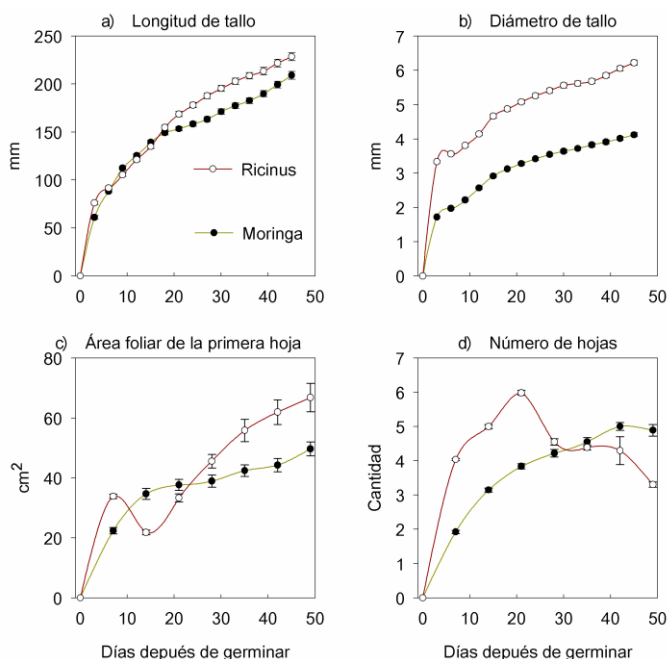 a) Longitud de tallo
250
200
150
100
50
0
mm
Ricinus
Moringa
0 10 20 30 40 50
b) Diámetro de tallo
7
6
5
4
3
2
1
0
mm
0 10 20 30 40 50
c) Área foliar de la primera hoja
80
60
40
20
0
cm²
0 10 20 30 40 50
Días depués de germinar
d) Número de hojas
7
6
5
4
3
2
1
0
Cantidad
0 10 20 30 40 50
Días depués de germinar